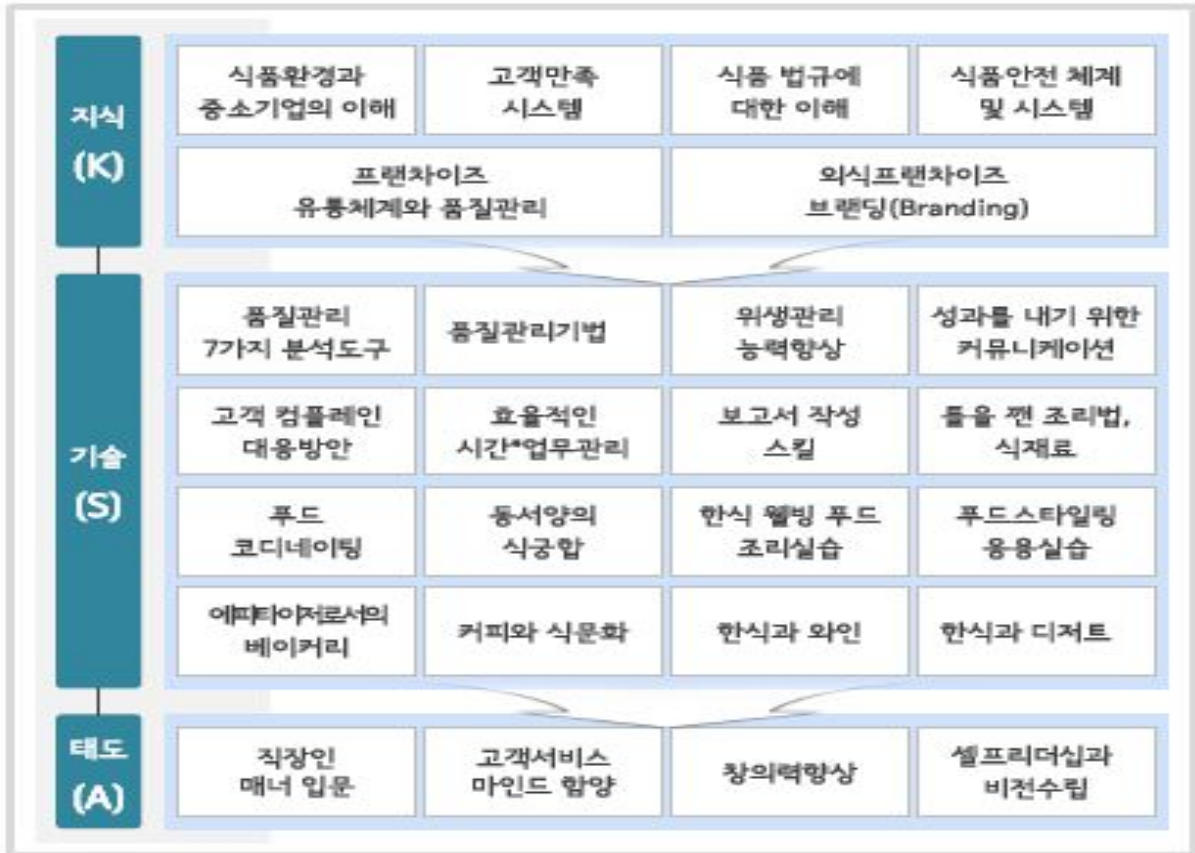 지식
(K)
식품환경과
중소기업의 이해
고객만족
시스템
식품 법규에
대한 이해
식품안전 체계
및 시스템
프랜차이즈
유통체계와 품질관리
외식프랜차이즈
브랜딩(Branding)
기술
(S)
품질관리
7가지 분석도구
품질관리기법
위생관리
능력향상
성과를 내기 위한
커뮤니케이션
고객 컴플레인
대응방안
효율적인
시간*업무관리
보고서 작성
스킬
틀을 깬 조리법,
식재료
푸드
코디네이팅
동서양의
식궁합
한식 웰빙 푸드
조리실습
푸드스타일링
응용실습
에피타이저로서의
베이커리
커피와 식문화
한식과 와인
한식과 디저트
태도
(A)
직장인
매너 입문
고객서비스
마인드 함양
창의력향상
셀프리더십과
비전수립